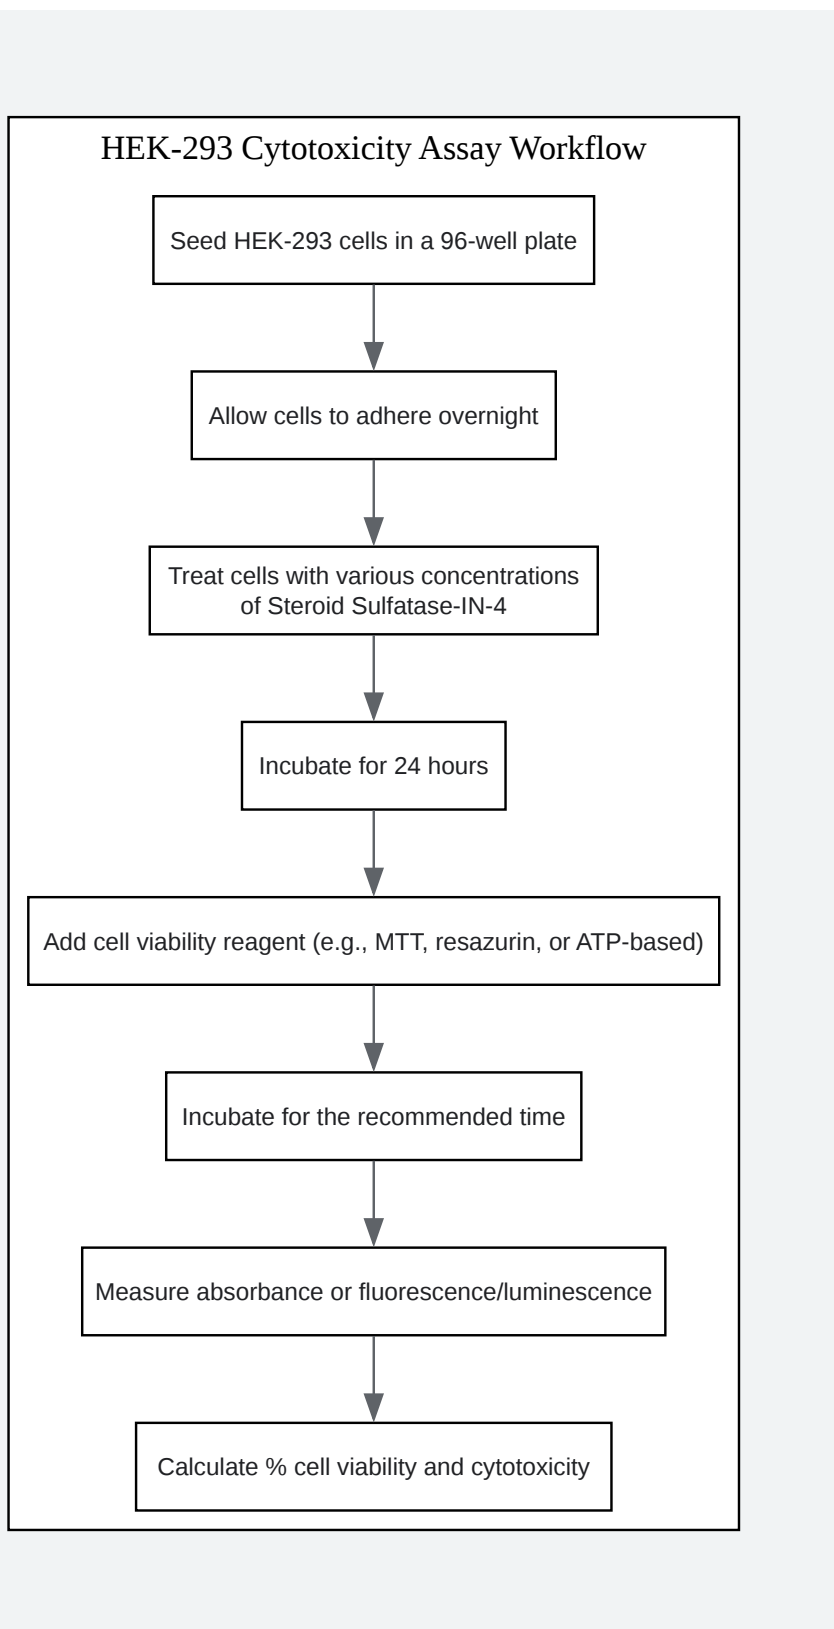 HEK-293 Cytotoxicity Assay Workflow
Seed HEK-293 cells in a 96-well plate
Allow cells to adhere overnight
Treat cells with various concentrations
of Steroid Sulfatase-IN-4
Incubate for 24 hours
Add cell viability reagent (e.g., MTT, resazurin, or ATP-based)
Incubate for the recommended time
Measure absorbance or fluorescence/luminescence
Calculate % cell viability and cytotoxicity